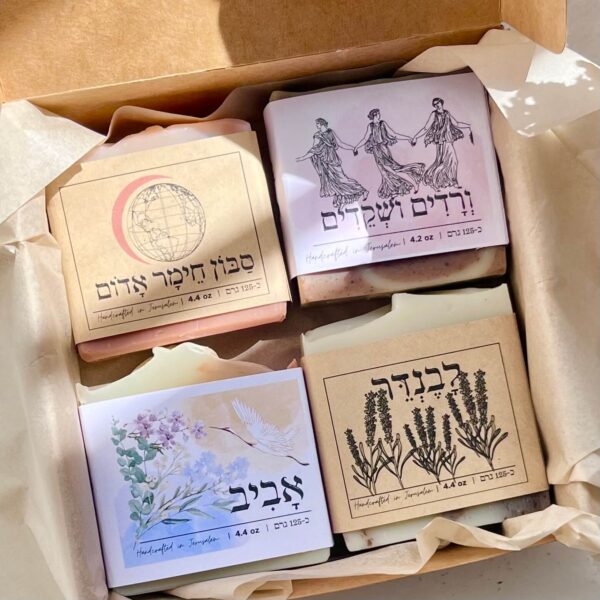 סַבּוֹן חֵימָר אָדוֹם
Handcrafted in Jerusalem | 4.4 oz | כ-125 גרם
וְרָדִים וּשְׁקֵדִים
Handcrafted in Jerusalem | 4.2 oz | כ-125 גרם
אָבִיב
Handcrafted in Jerusalem | 4.4 oz | כ-125 גרם
לָבֶנְדֵּר
Handcrafted in Jerusalem | 4.4 oz | כ-125 גרם